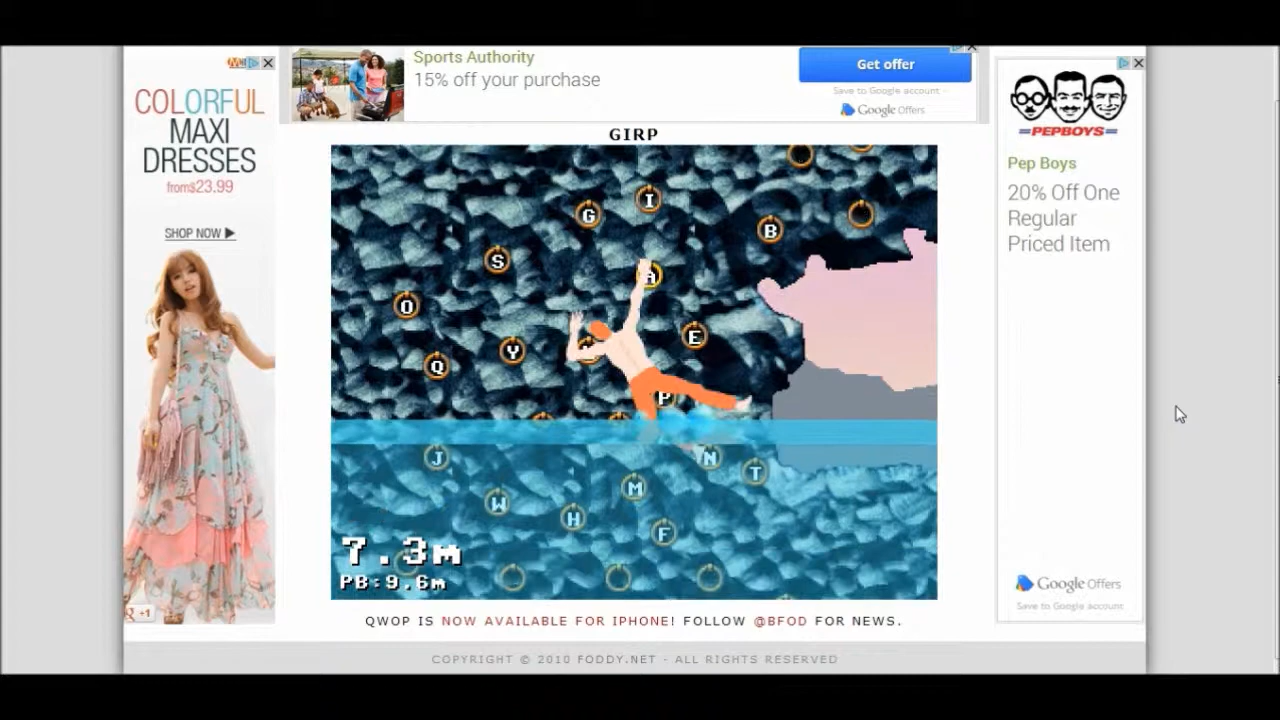 COLORFUL
MAXI
DRESSES
from$23.99
SHOP NOW
+1
Sports Authority
15% off your purchase
Get offer
Save to Google account
Google Offers
GIRP
I
G
B
S
A
O
E
Y
Q
P
J
N
T
M
W
H
F
7.3m
PB:9.6m
QWOP IS NOW AVAILABLE FOR IPHONE! FOLLOW @BFOD FOR NEWS.
COPYRIGHT © 2010 FODDY.NET - ALL RIGHTS RESERVED
PEPBOYS
Pep Boys
20% Off One
Regular
Priced Item
Google Offers
Save to Google account